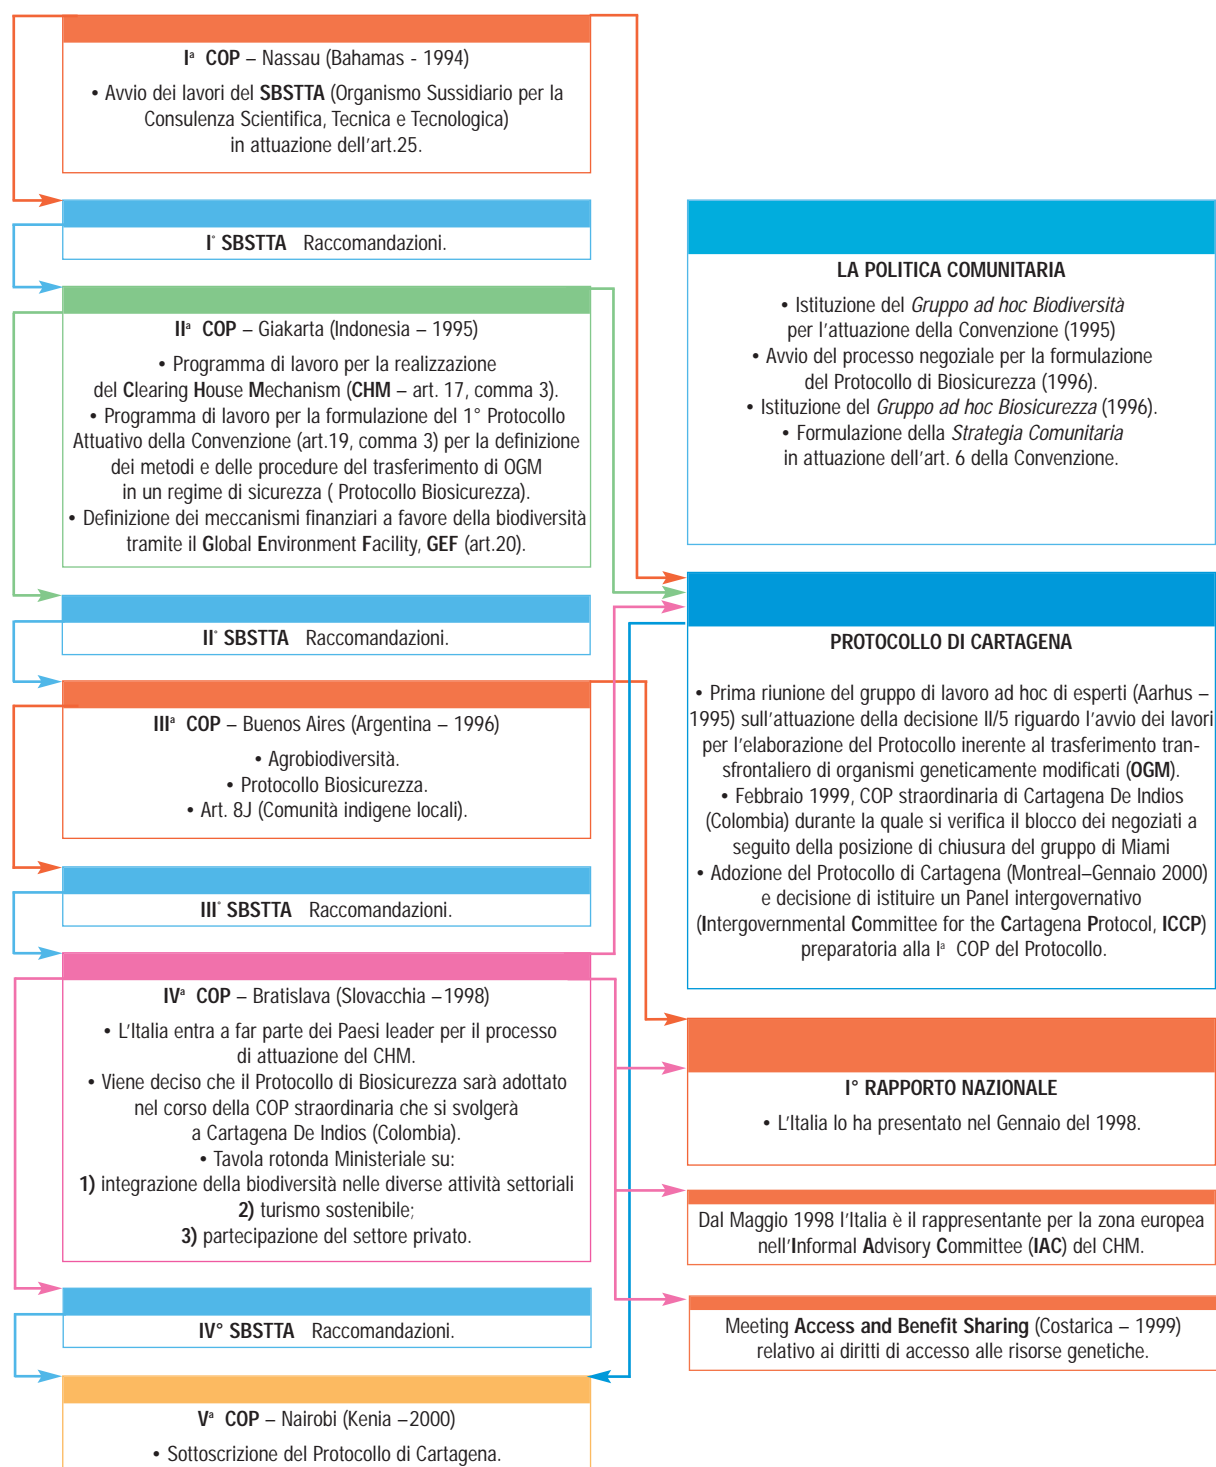 Iª COP – Nassau (Bahamas - 1994)
• Avvio dei lavori del SBSTTA (Organismo Sussidiario per la
Consulenza Scientifica, Tecnica e Tecnologica)
in attuazione dell'art.25.
I° SBSTTA Raccomandazioni.
IIª COP – Giakarta (Indonesia – 1995)
• Programma di lavoro per la realizzazione
del Clearing House Mechanism (CHM – art. 17, comma 3).
• Programma di lavoro per la formulazione del 1° Protocollo
Attuativo della Convenzione (art.19, comma 3) per la definizione
dei metodi e delle procedure del trasferimento di OGM
in un regime di sicurezza ( Protocollo Biosicurezza).
• Definizione dei meccanismi finanziari a favore della biodiversità
tramite il Global Environment Facility, GEF (art.20).
II° SBSTTA Raccomandazioni.
IIIª COP – Buenos Aires (Argentina – 1996)
• Agrobiodiversità.
• Protocollo Biosicurezza.
• Art. 8J (Comunità indigene locali).
III° SBSTTA Raccomandazioni.
IVª COP – Bratislava (Slovacchia –1998)
• L'Italia entra a far parte dei Paesi leader per il processo
di attuazione del CHM.
• Viene deciso che il Protocollo di Biosicurezza sarà adottato
nel corso della COP straordinaria che si svolgerà
a Cartagena De Indios (Colombia).
• Tavola rotonda Ministeriale su:
1) integrazione della biodiversità nelle diverse attività settoriali
2) turismo sostenibile;
3) partecipazione del settore privato.
IV° SBSTTA Raccomandazioni.
Vª COP – Nairobi (Kenia –2000)
• Sottoscrizione del Protocollo di Cartagena.
LA POLITICA COMUNITARIA
• Istituzione del Gruppo ad hoc Biodiversità
per l'attuazione della Convenzione (1995)
• Avvio del processo negoziale per la formulazione
del Protocollo di Biosicurezza (1996).
• Istituzione del Gruppo ad hoc Biosicurezza (1996).
• Formulazione della Strategia Comunitaria
in attuazione dell'art. 6 della Convenzione.
PROTOCOLLO DI CARTAGENA
• Prima riunione del gruppo di lavoro ad hoc di esperti (Aarhus –
1995) sull'attuazione della decisione II/5 riguardo l'avvio dei lavori
per l'elaborazione del Protocollo inerente al trasferimento tran-
sfrontaliero di organismi geneticamente modificati (OGM).
• Febbraio 1999, COP straordinaria di Cartagena De Indios
(Colombia) durante la quale si verifica il blocco dei negoziati a
seguito della posizione di chiusura del gruppo di Miami
• Adozione del Protocollo di Cartagena (Montreal–Gennaio 2000)
e decisione di istituire un Panel intergovernativo
(Intergovernmental Committee for the Cartagena Protocol, ICCP)
preparatoria alla Iª COP del Protocollo.
I° RAPPORTO NAZIONALE
• L'Italia lo ha presentato nel Gennaio del 1998.
Dal Maggio 1998 l'Italia è il rappresentante per la zona europea
nell'Informal Advisory Committee (IAC) del CHM.
Meeting Access and Benefit Sharing (Costarica – 1999)
relativo ai diritti di accesso alle risorse genetiche.